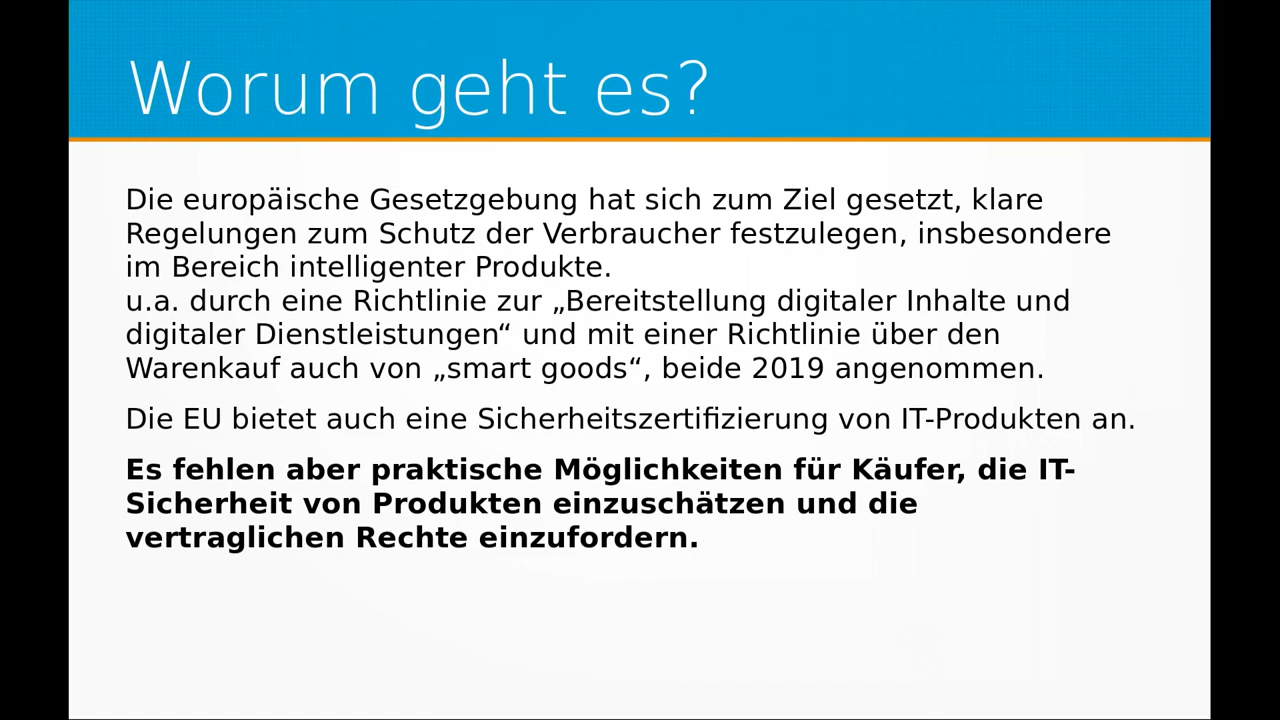 Worum geht es?
Die europäische Gesetzgebung hat sich zum Ziel gesetzt, klare
Regelungen zum Schutz der Verbraucher festzulegen, insbesondere
im Bereich intelligenter Produkte.
u.a. durch eine Richtlinie zur „Bereitstellung digitaler Inhalte und
digitaler Dienstleistungen“ und mit einer Richtlinie über den
Warenkauf auch von „smart goods“, beide 2019 angenommen.
Die EU bietet auch eine Sicherheitszertifizierung von IT-Produkten an.
Es fehlen aber praktische Möglichkeiten für Käufer, die IT-
Sicherheit von Produkten einzuschätzen und die
vertraglichen Rechte einzufordern.